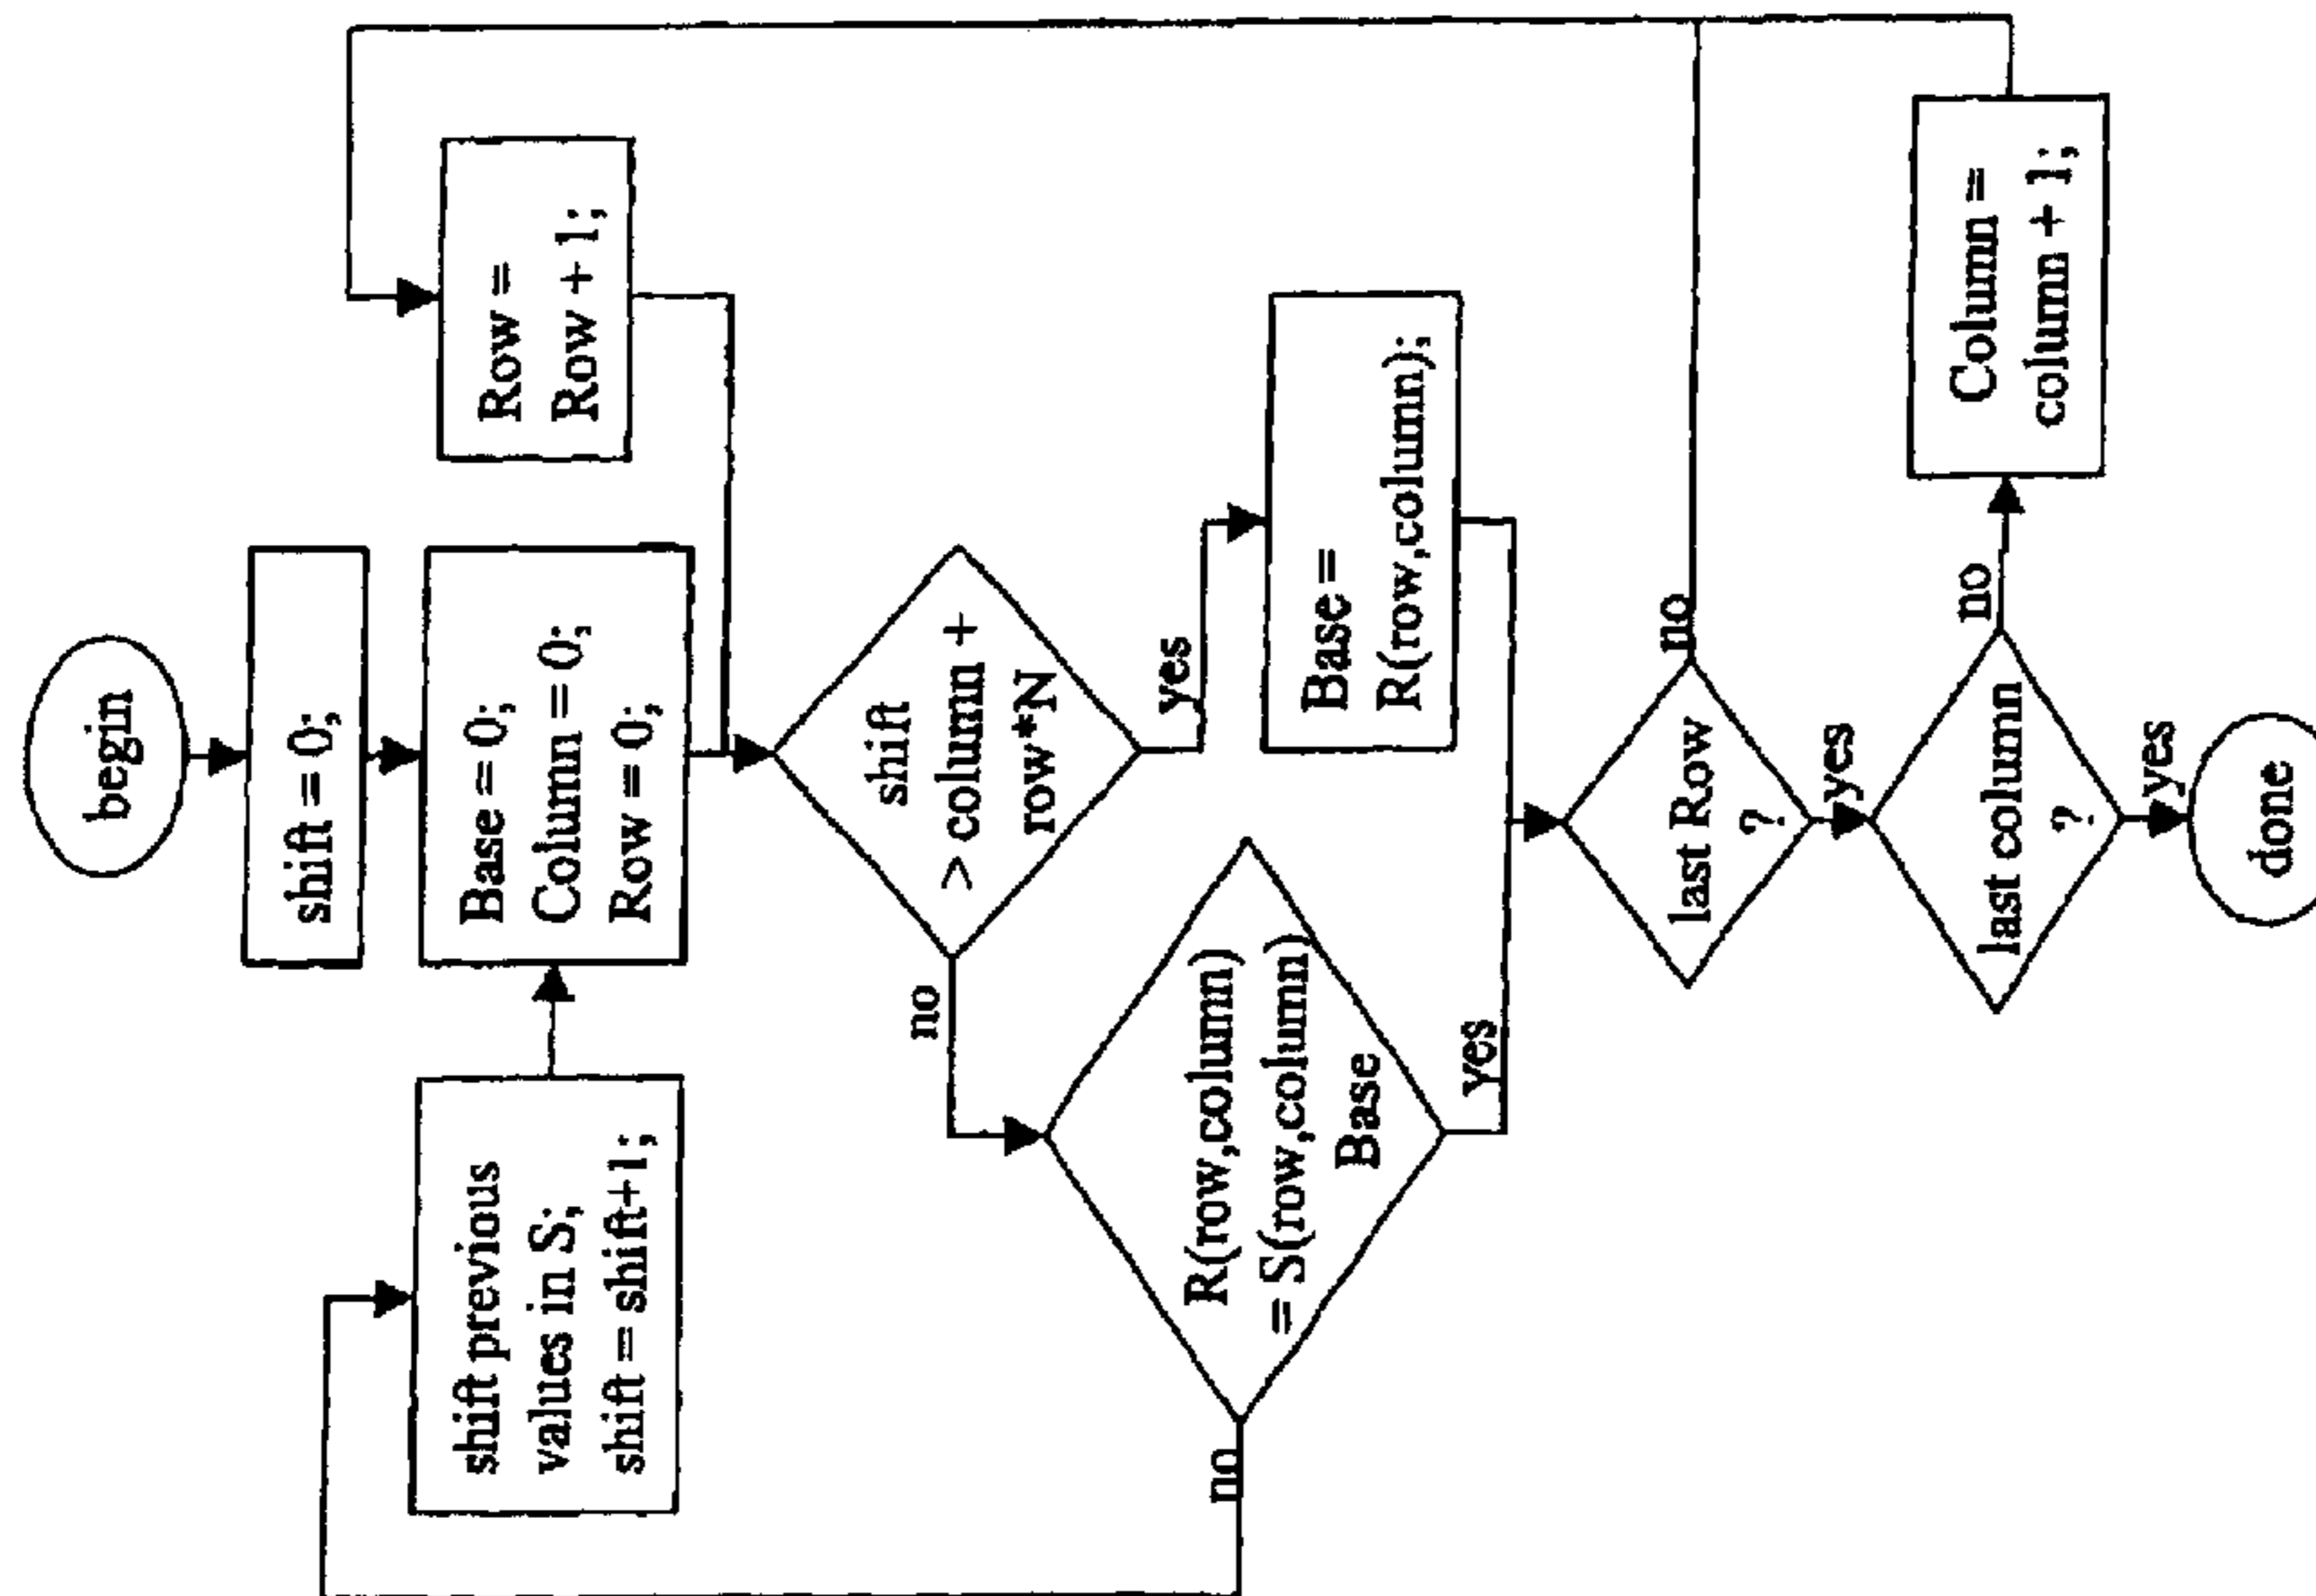 begin
shift = 0;
shift previous
values in S;
shift = shift+1;
Base = 0;
Column = 0;
Row = 0;
Row =
Row + 1;
shift
> column +
row*N
no
yes
R(row,column)
= S(row,column)
Base
no
Yes
Base =
R(row,column);
last Row
?
no
yes
last column
?
no
yes
Column =
column + 1;
done